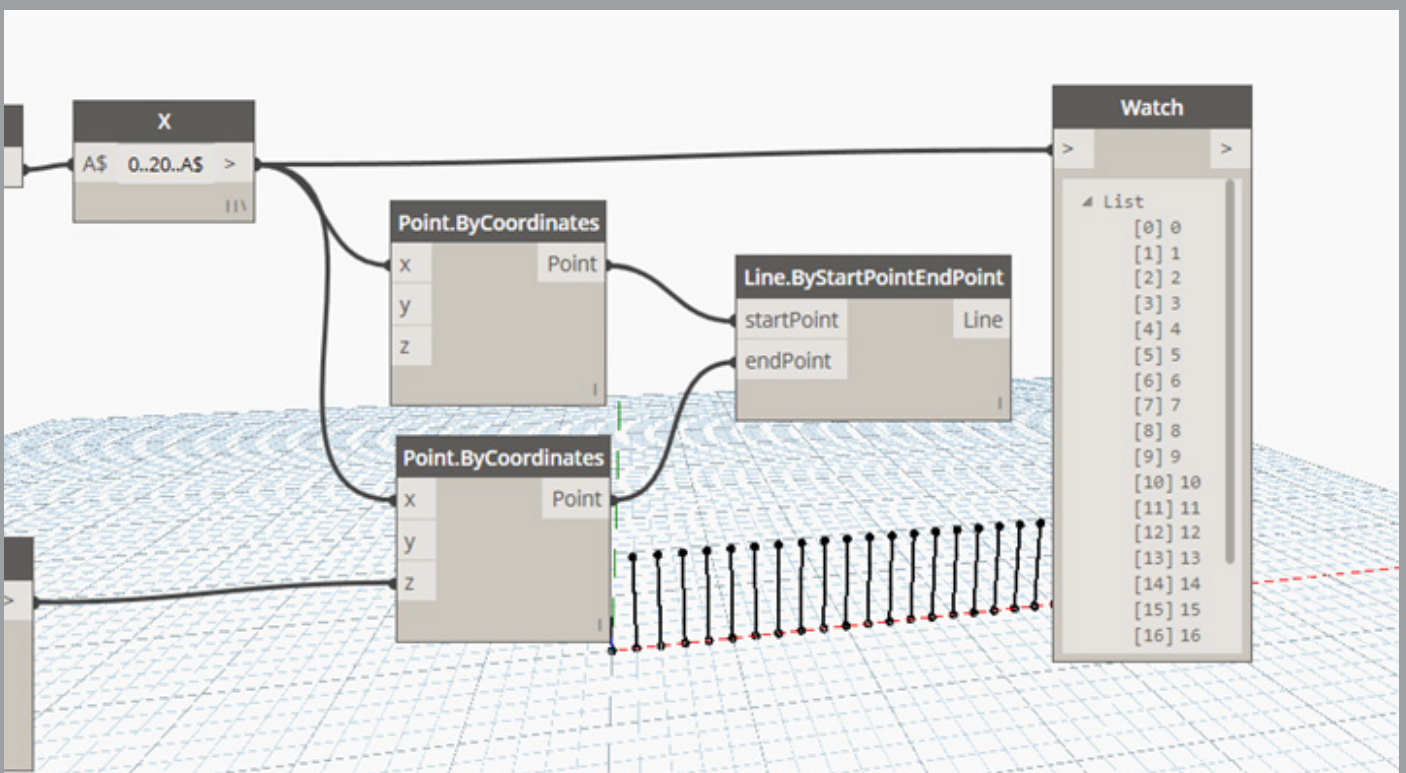 X
A$ 0..20..A$ >
Point.ByCoordinates
x Point
y
z
Line.ByStartPointEndPoint
startPoint Line
endPoint
Point.ByCoordinates
x Point
y
z
>
Watch
> >
List
[0] 0
[1] 1
[2] 2
[3] 3
[4] 4
[5] 5
[6] 6
[7] 7
[8] 8
[9] 9
[10] 10
[11] 11
[12] 12
[13] 13
[14] 14
[15] 15
[16] 16